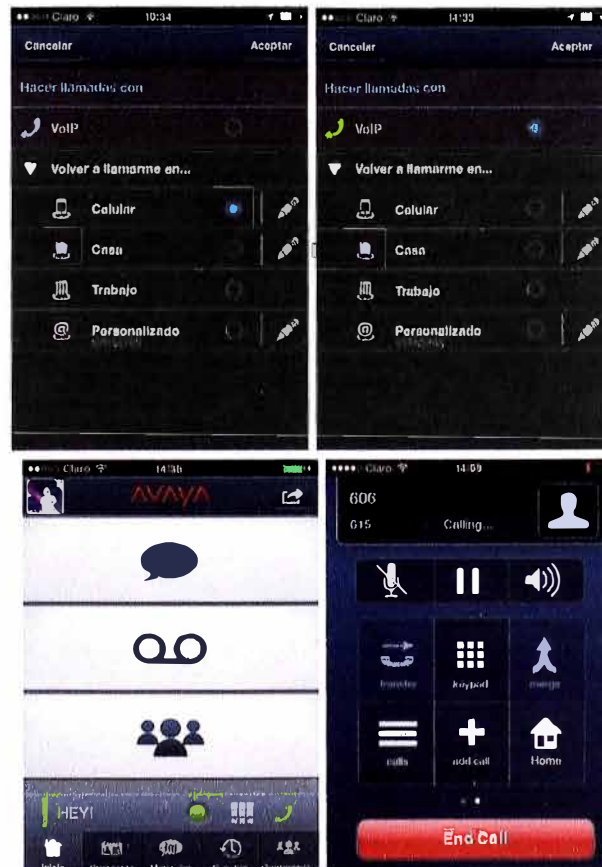 Claro 10:34
Cancelar Aceptar
Hacer llamadas con
VoIP
Volver a llamarme en...
Celular
Casa
Trabajo
Personalizado
Claro 14:33
Cancelar Aceptar
Hacer llamadas con
VoIP
Volver a llamarme en...
Celular
Casa
Trabajo
Personalizado
Claro
AVAYA
HEY!
Inicio
Claro 14:09
606
615 Calling...
transfer keypad merge
calls add call Home
End Call